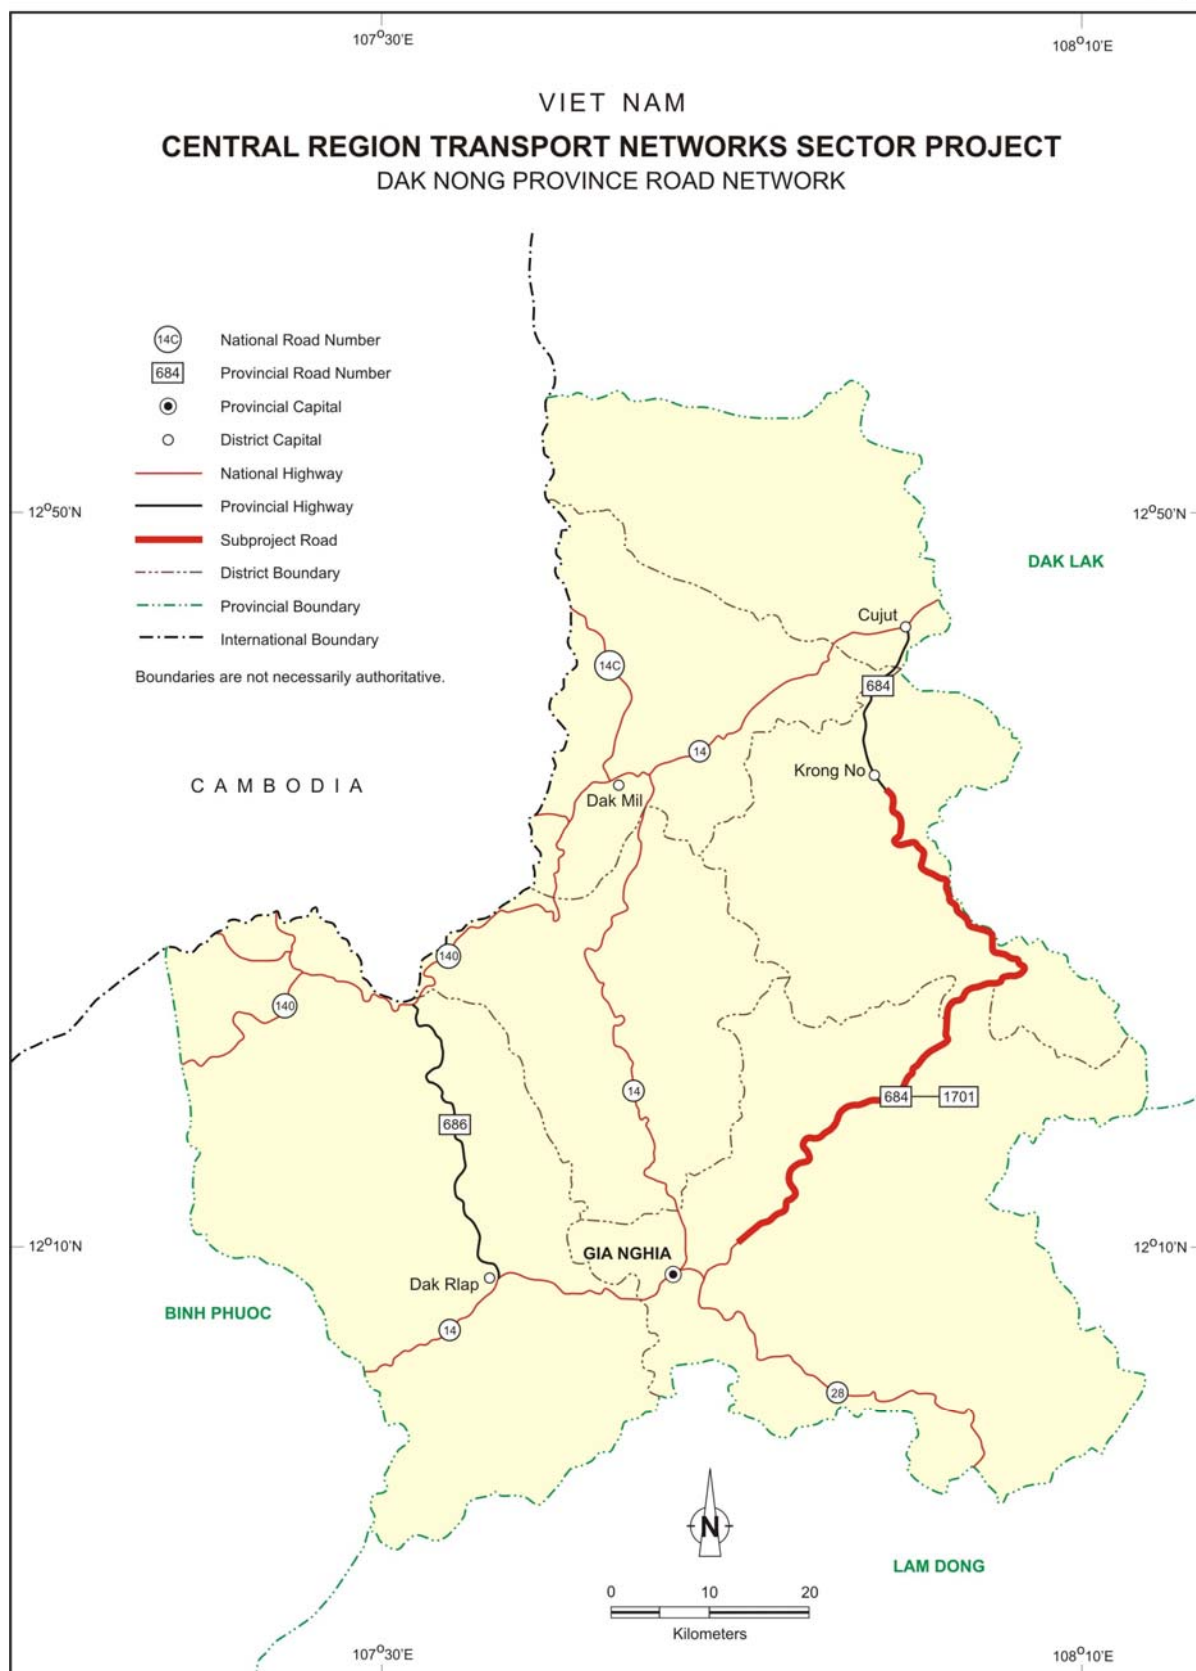 107°30'E
108°10'E
VIET NAM
CENTRAL REGION TRANSPORT NETWORKS SECTOR PROJECT
DAK NONG PROVINCE ROAD NETWORK
14C National Road Number
684 Provincial Road Number
Provincial Capital
District Capital
National Highway
Provincial Highway
Subproject Road
District Boundary
Provincial Boundary
International Boundary
Boundaries are not necessarily authoritative.
12°50'N
12°50'N
DAK LAK
Cujut
14C
684
14
Krong No
CAMBODIA
Dak Mil
140
140
14
684
1701
686
12°10'N
GIA NGHIA
12°10'N
Dak Rlap
BINH PHUOC
14
28
N
LAM DONG
0 10 20
Kilometers
107°30'E
108°10'E